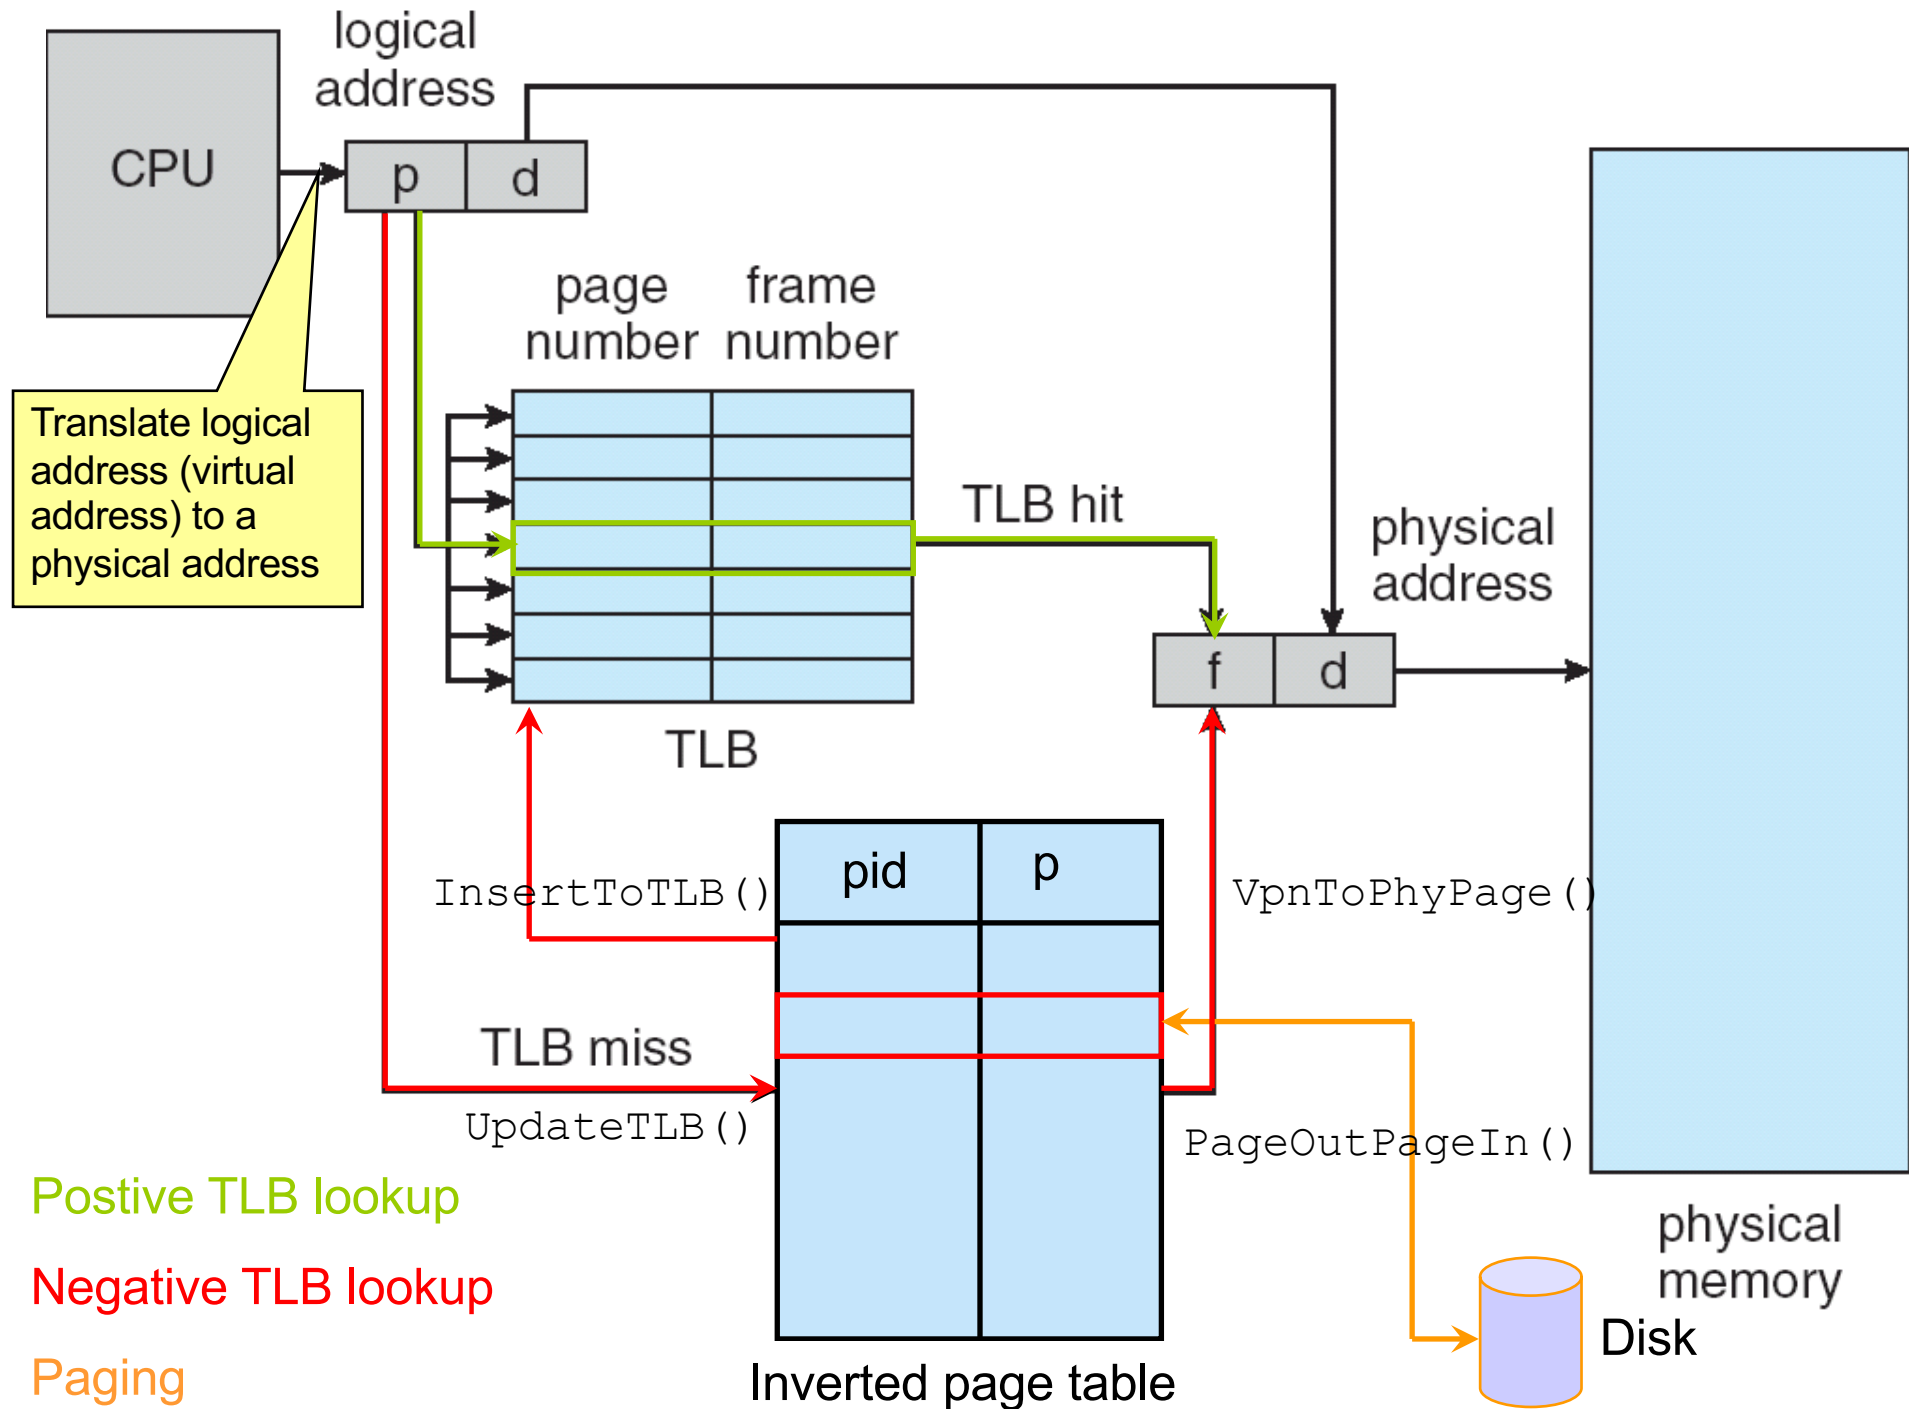 logical
address
CPU
p
d
page
number
frame
number
Translate logical
address (virtual
address) to a
physical address
TLB hit
physical
address
f
d
TLB
pid
p
InsertToTLB()
VpnToPhyPage()
TLB miss
UpdateTLB()
PageOutPageIn()
Postive TLB lookup
Negative TLB lookup
Paging
physical
memory
Disk
Inverted page table